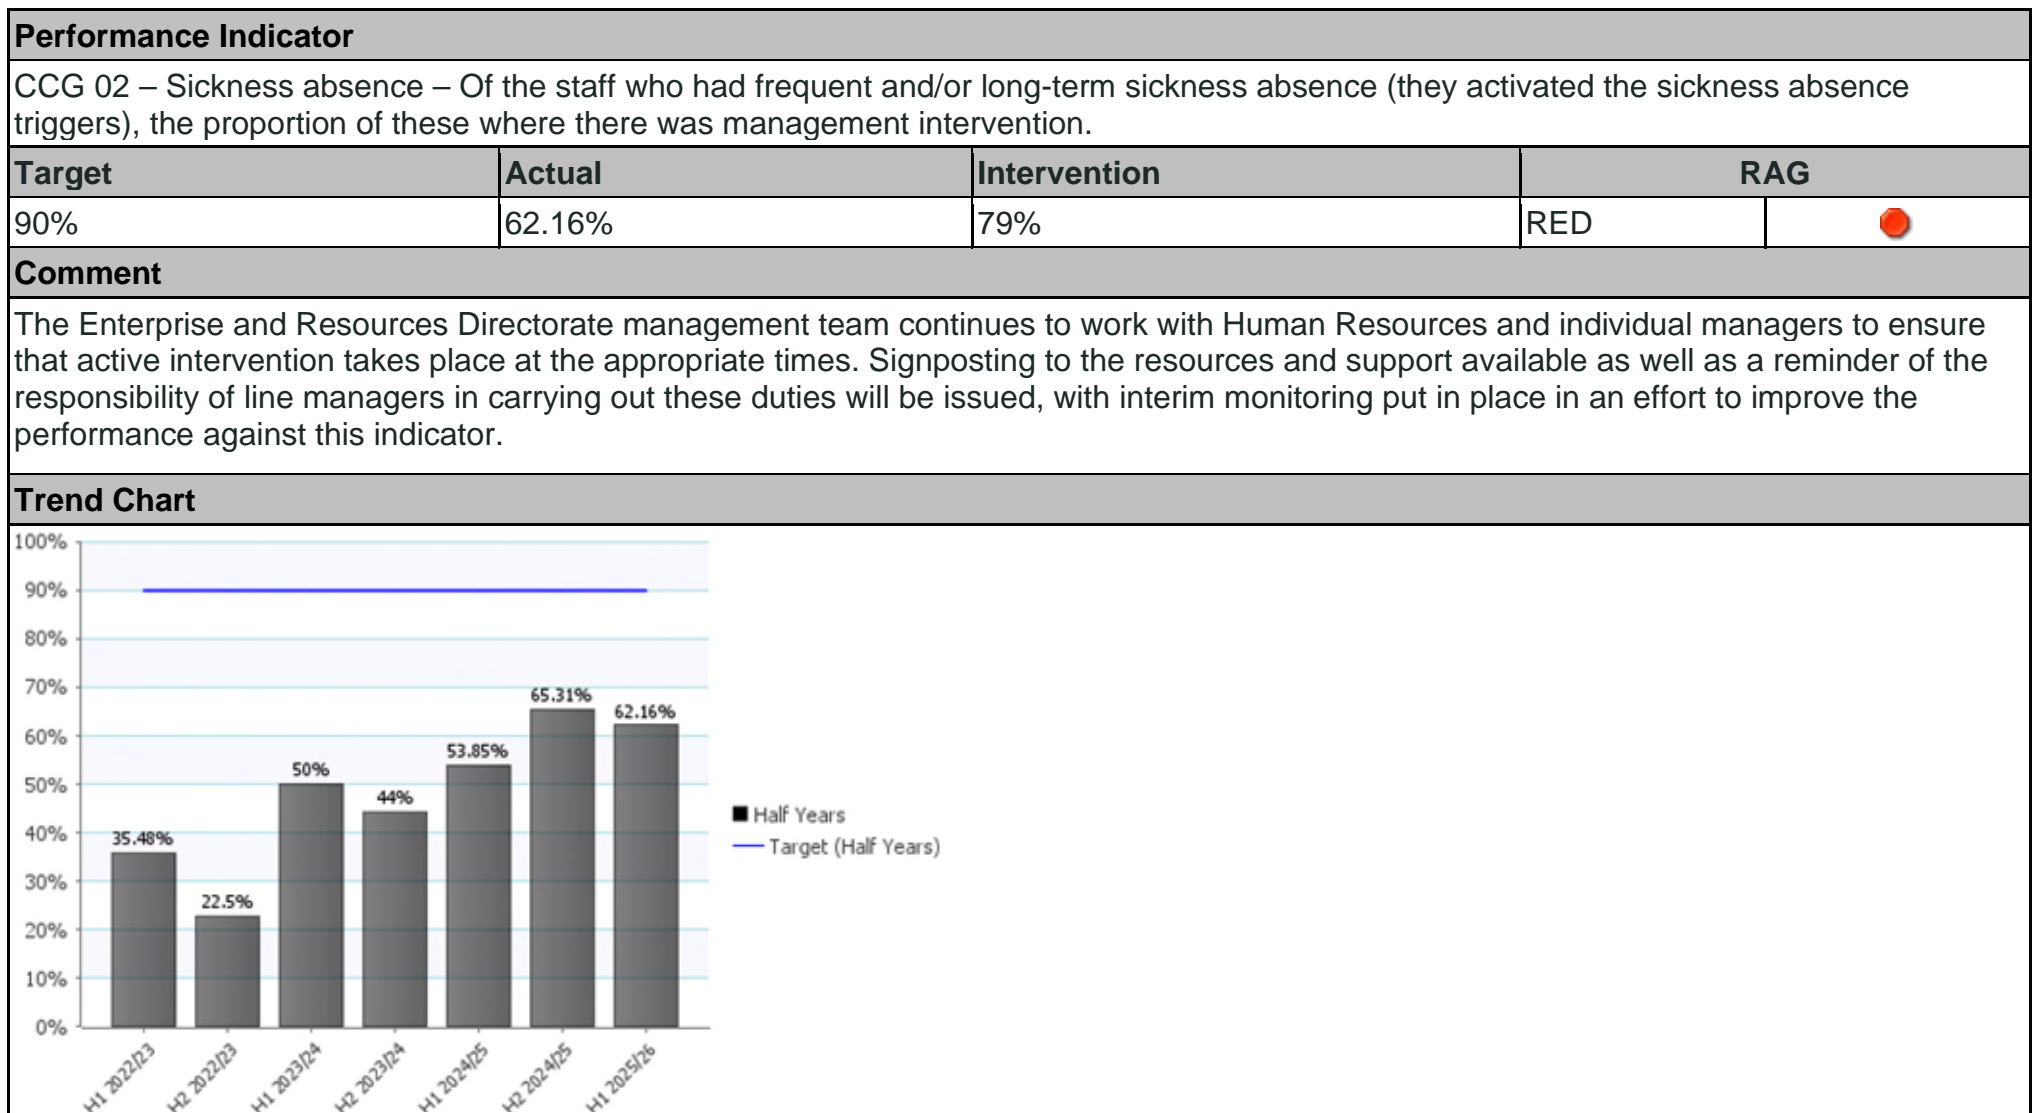 Performance Indicator
CCG 02 – Sickness absence – Of the staff who had frequent and/or long-term sickness absence (they activated the sickness absence
triggers), the proportion of these where there was management intervention.
Target Actual Intervention RAG
90% 62.16% 79% RED
Comment
The Enterprise and Resources Directorate management team continues to work with Human Resources and individual managers to ensure
that active intervention takes place at the appropriate times. Signposting to the resources and support available as well as a reminder of the
responsibility of line managers in carrying out these duties will be issued, with interim monitoring put in place in an effort to improve the
performance against this indicator.
Trend Chart
100%
90%
80%
70%
60%
50%
40%
30%
20%
10%
0%
35.48%
22.5%
50%
44%
53.85%
65.31%
62.16%
H1 2022/23
H2 2022/23
H1 2023/24
H2 2023/24
H1 2024/25
H2 2024/25
H1 2025/26
Half Years
Target (Half Years)